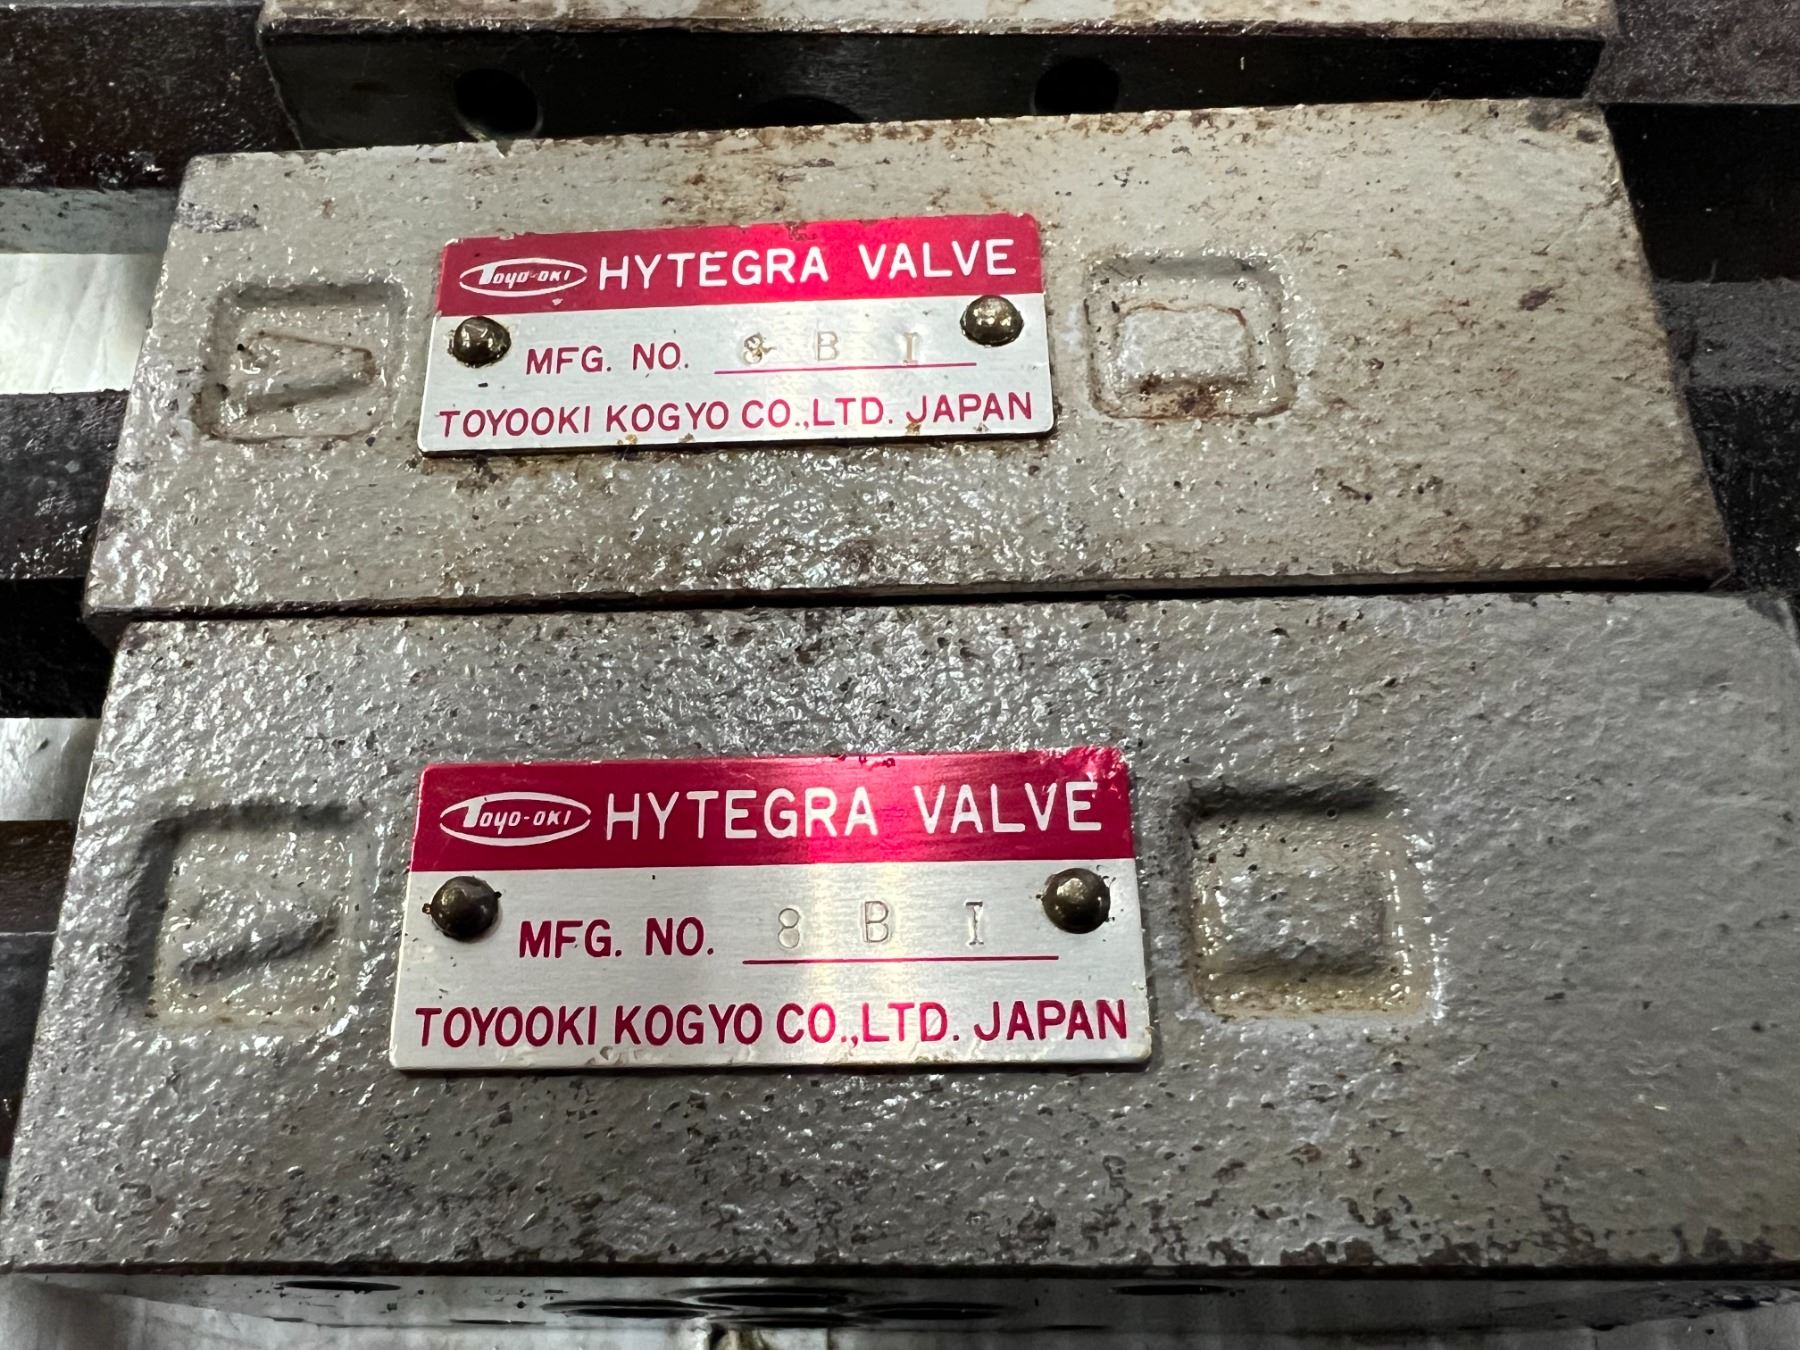 TOYO-OKI HYTEGRA VALVE
MFG. NO. 8 B I
TOYOOKI KOGYO CO.,LTD. JAPAN
TOYO-OKI HYTEGRA VALVE
MFG. NO. 8 B I
TOYOOKI KOGYO CO.,LTD. JAPAN